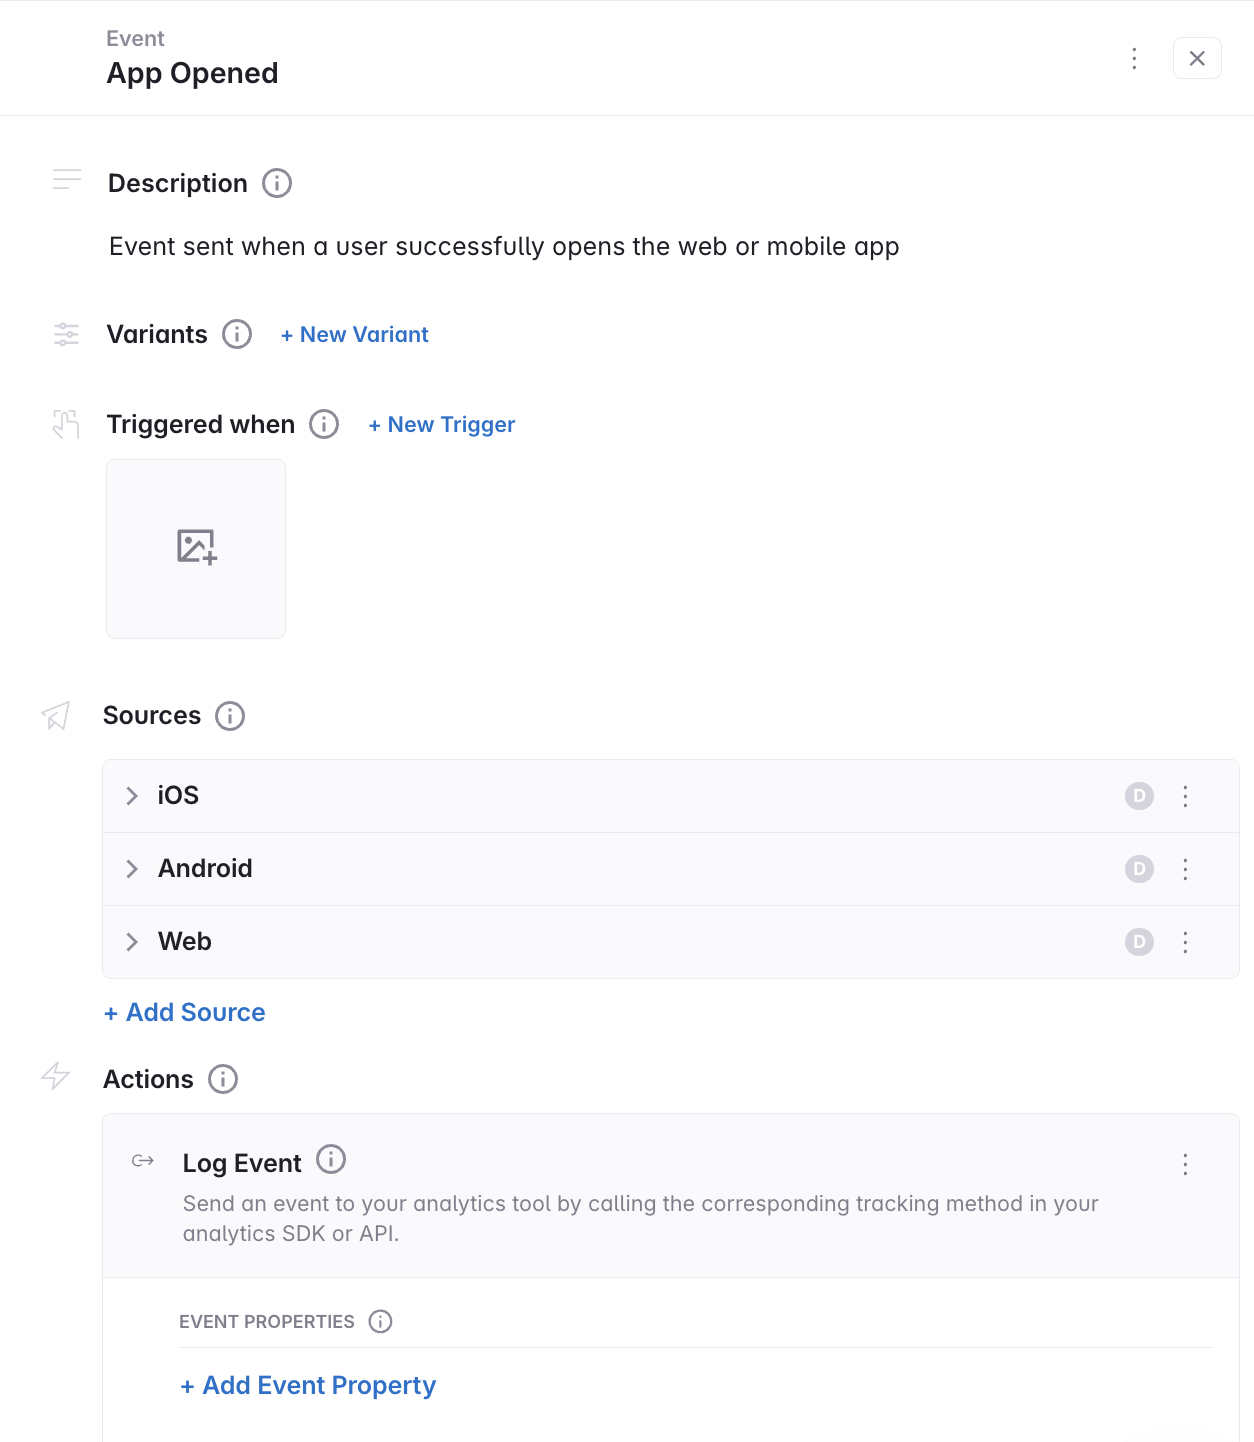 Event
App Opened
Description
Event sent when a user successfully opens the web or mobile app
Variants + New Variant
Triggered when + New Trigger
Sources
iOS D
Android D
Web D
+ Add Source
Actions
Log Event
Send an event to your analytics tool by calling the corresponding tracking method in your
analytics SDK or API.
EVENT PROPERTIES
+ Add Event Property